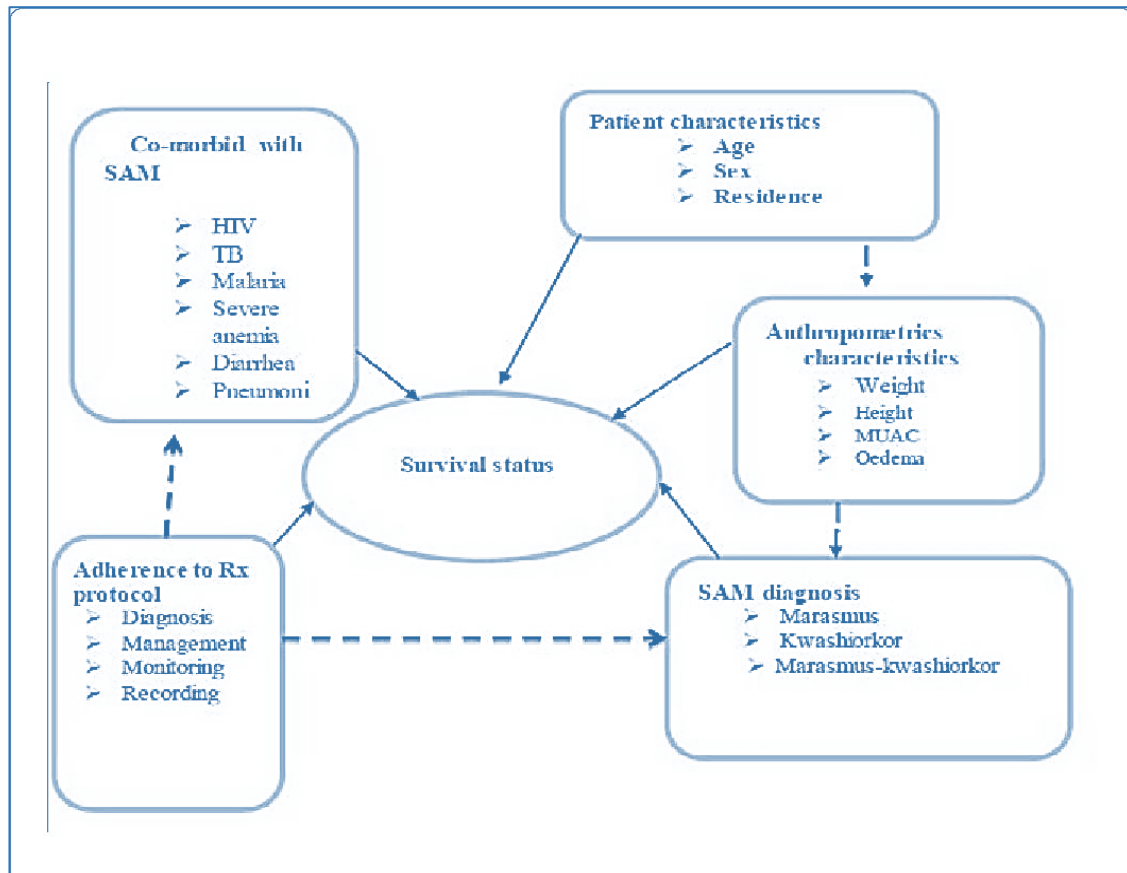 Co-morbid with
SAM
➤ HIV
➤ TB
➤ Malaria
➤ Severe
anemia
➤ Diarrhea
➤ Pneumoni
Patient characteristics
➤ Age
➤ Sex
➤ Residence
Anthropometrics
characteristics
➤ Weight
➤ Height
➤ MUAC
➤ Oedema
Survival status
Adherence to Rx
protocol
➤ Diagnosis
➤ Management
➤ Monitoring
➤ Recording
SAM diagnosis
➤ Marasmus
➤ Kwashiorkor
➤ Marasmus-kwashiorkor